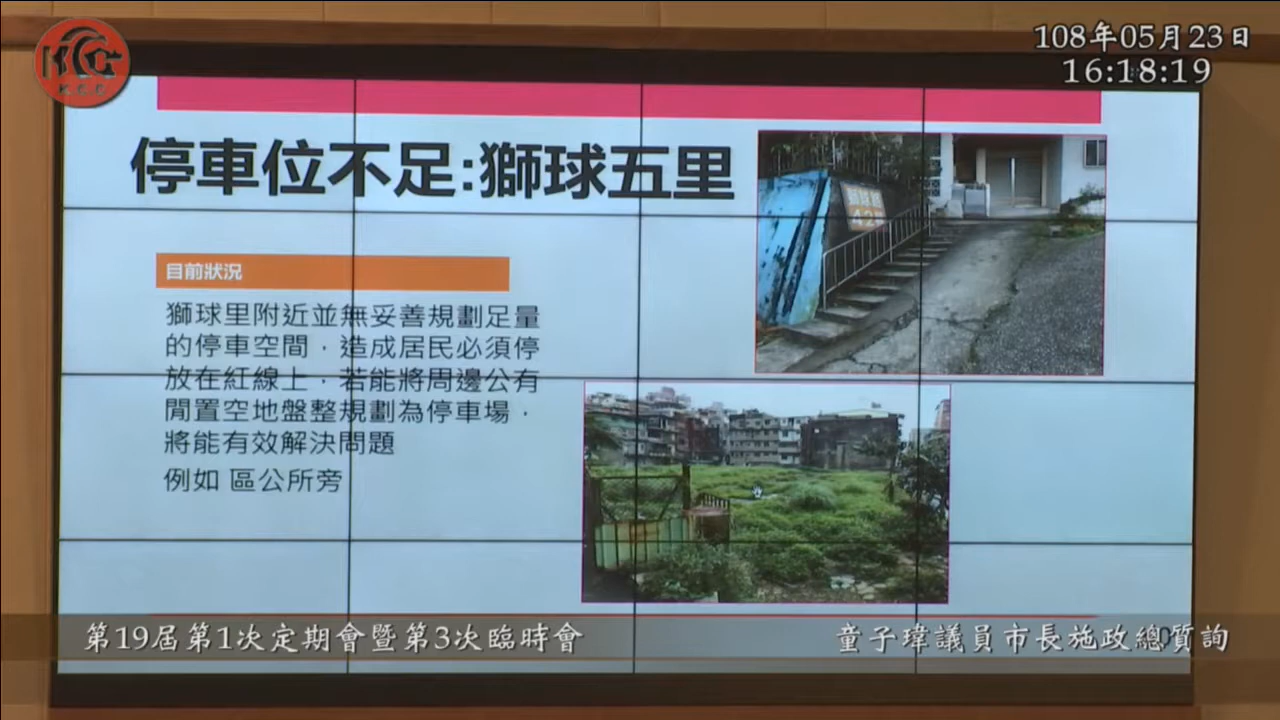 108年05月23日
16:18:19
停車位不足:獅球五里
獅球路
42
目前狀況
獅球里附近並無妥善規劃足量
的停車空間，造成居民必須停
放在紅線上，若能將周邊公有
閒置空地盤整規劃為停車場，
將能有效解決問題
例如 區公所旁
第19屆第1次定期會暨第3次臨時會
童子瑋議員市長施政總質詢